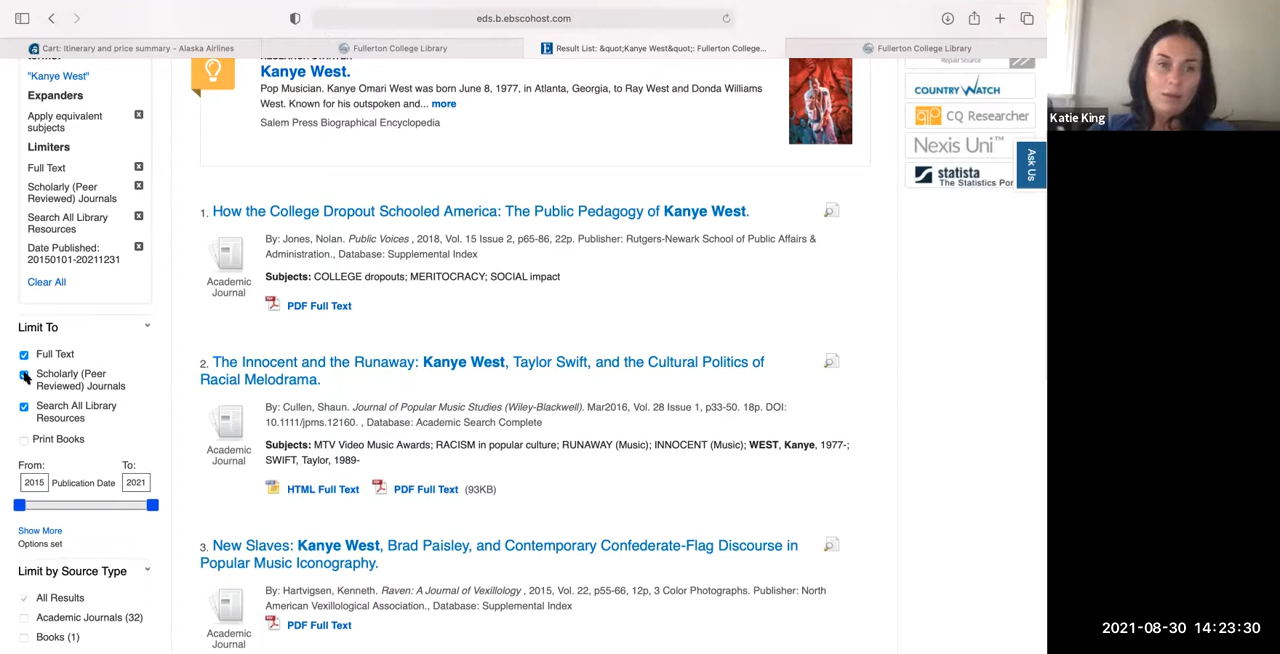 eds.b.ebscohost.com
Cart: Itinerary and price summary - Alaska Airlines
Fullerton College Library
Result List: &quot;Kanye West&quot;: Fullerton College...
Fullerton College Library
"Kanye West"
Expanders
Apply equivalent
subjects
Limiters
Full Text
Scholarly (Peer
Reviewed) Journals
Search All Library
Resources
Date Published:
20150101-20211231
Clear All
Limit To
Full Text
Scholarly (Peer
Reviewed) Journals
Search All Library
Resources
Print Books
From:
To:
2015
Publication Date
2021
Show More
Options set
Limit by Source Type
All Results
Academic Journals (32)
Books (1)
Kanye West.
Pop Musician. Kanye Omari West was born June 8, 1977, in Atlanta, Georgia, to Ray West and Donda Williams
West. Known for his outspoken and... more
Salem Press Biographical Encyclopedia
1. How the College Dropout Schooled America: The Public Pedagogy of Kanye West.
By: Jones, Nolan. Public Voices , 2018, Vol. 15 Issue 2, p65-86, 22p. Publisher: Rutgers-Newark School of Public Affairs &
Administration., Database: Supplemental Index
Academic
Journal
Subjects: COLLEGE dropouts; MERITOCRACY; SOCIAL impact
PDF Full Text
2. The Innocent and the Runaway: Kanye West, Taylor Swift, and the Cultural Politics of
Racial Melodrama.
By: Cullen, Shaun. Journal of Popular Music Studies (Wiley-Blackwell). Mar2016, Vol. 28 Issue 1, p33-50. 18p. DOI:
10.1111/jpms.12160. , Database: Academic Search Complete
Academic
Journal
Subjects: MTV Video Music Awards; RACISM in popular culture; RUNAWAY (Music); INNOCENT (Music); WEST, Kanye, 1977-;
SWIFT, Taylor, 1989-
HTML Full Text
PDF Full Text (93KB)
3. New Slaves: Kanye West, Brad Paisley, and Contemporary Confederate-Flag Discourse in
Popular Music Iconography.
By: Hartvigsen, Kenneth. Raven: A Journal of Vexillology , 2015, Vol. 22, p55-66, 12p, 3 Color Photographs. Publisher: North
American Vexillological Association., Database: Supplemental Index
Academic
Journal
PDF Full Text
Repair Source
COUNTRY WATCH
CQ Researcher
Nexis Uni™
statista
The Statistics Por
Ask Us
Katie King
2021-08-30 14:23:30